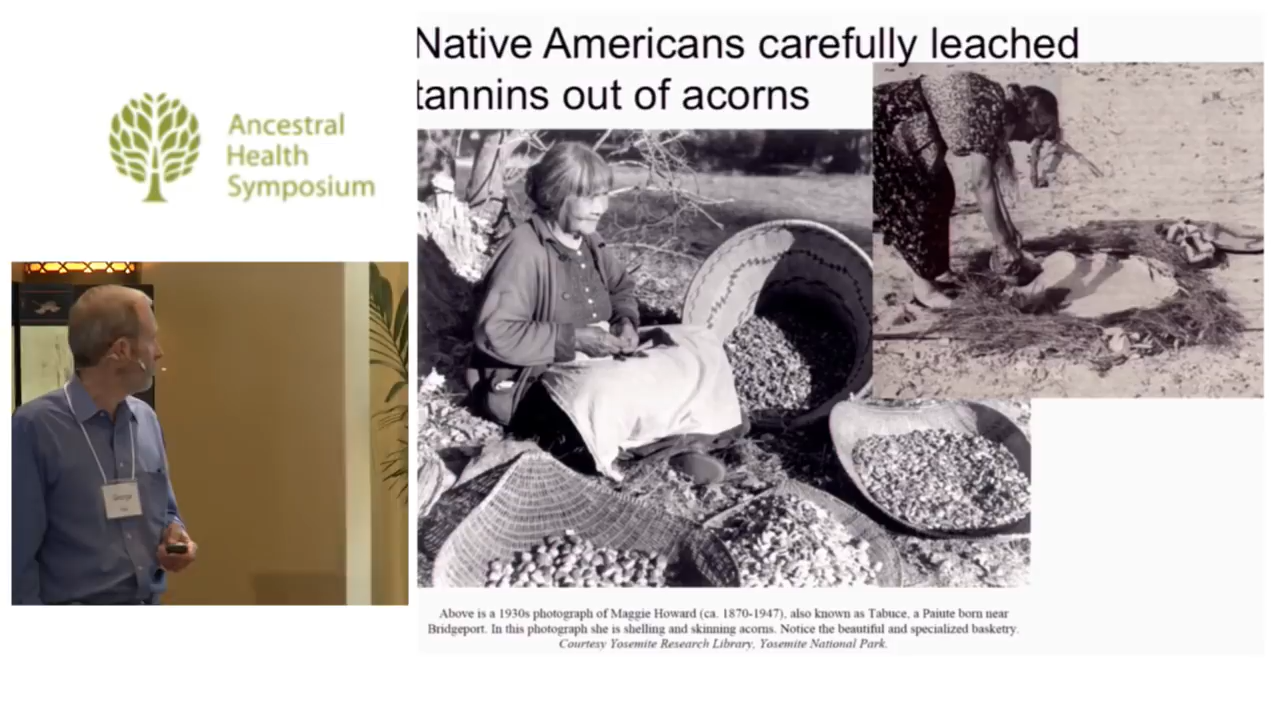 Native Americans carefully leached
tannins out of acorns
Ancestral
Health
Symposium
George
Above is a 1930s photograph of Maggie Howard (ca. 1870-1947), also known as Tabuce, a Paiute born near
Bridgeport. In this photograph she is shelling and skinning acorns. Notice the beautiful and specialized basketry.
Courtesy Yosemite Research Library, Yosemite National Park.